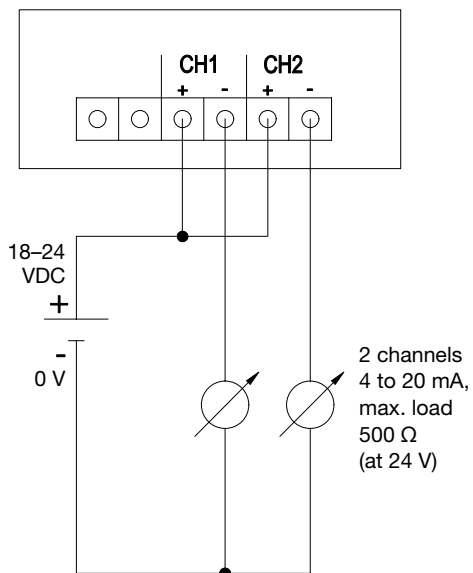 CH1 CH2
+ - + -
18–24
VDC
+
-
0 V
2 channels
4 to 20 mA,
max. load
500 Ω
(at 24 V)